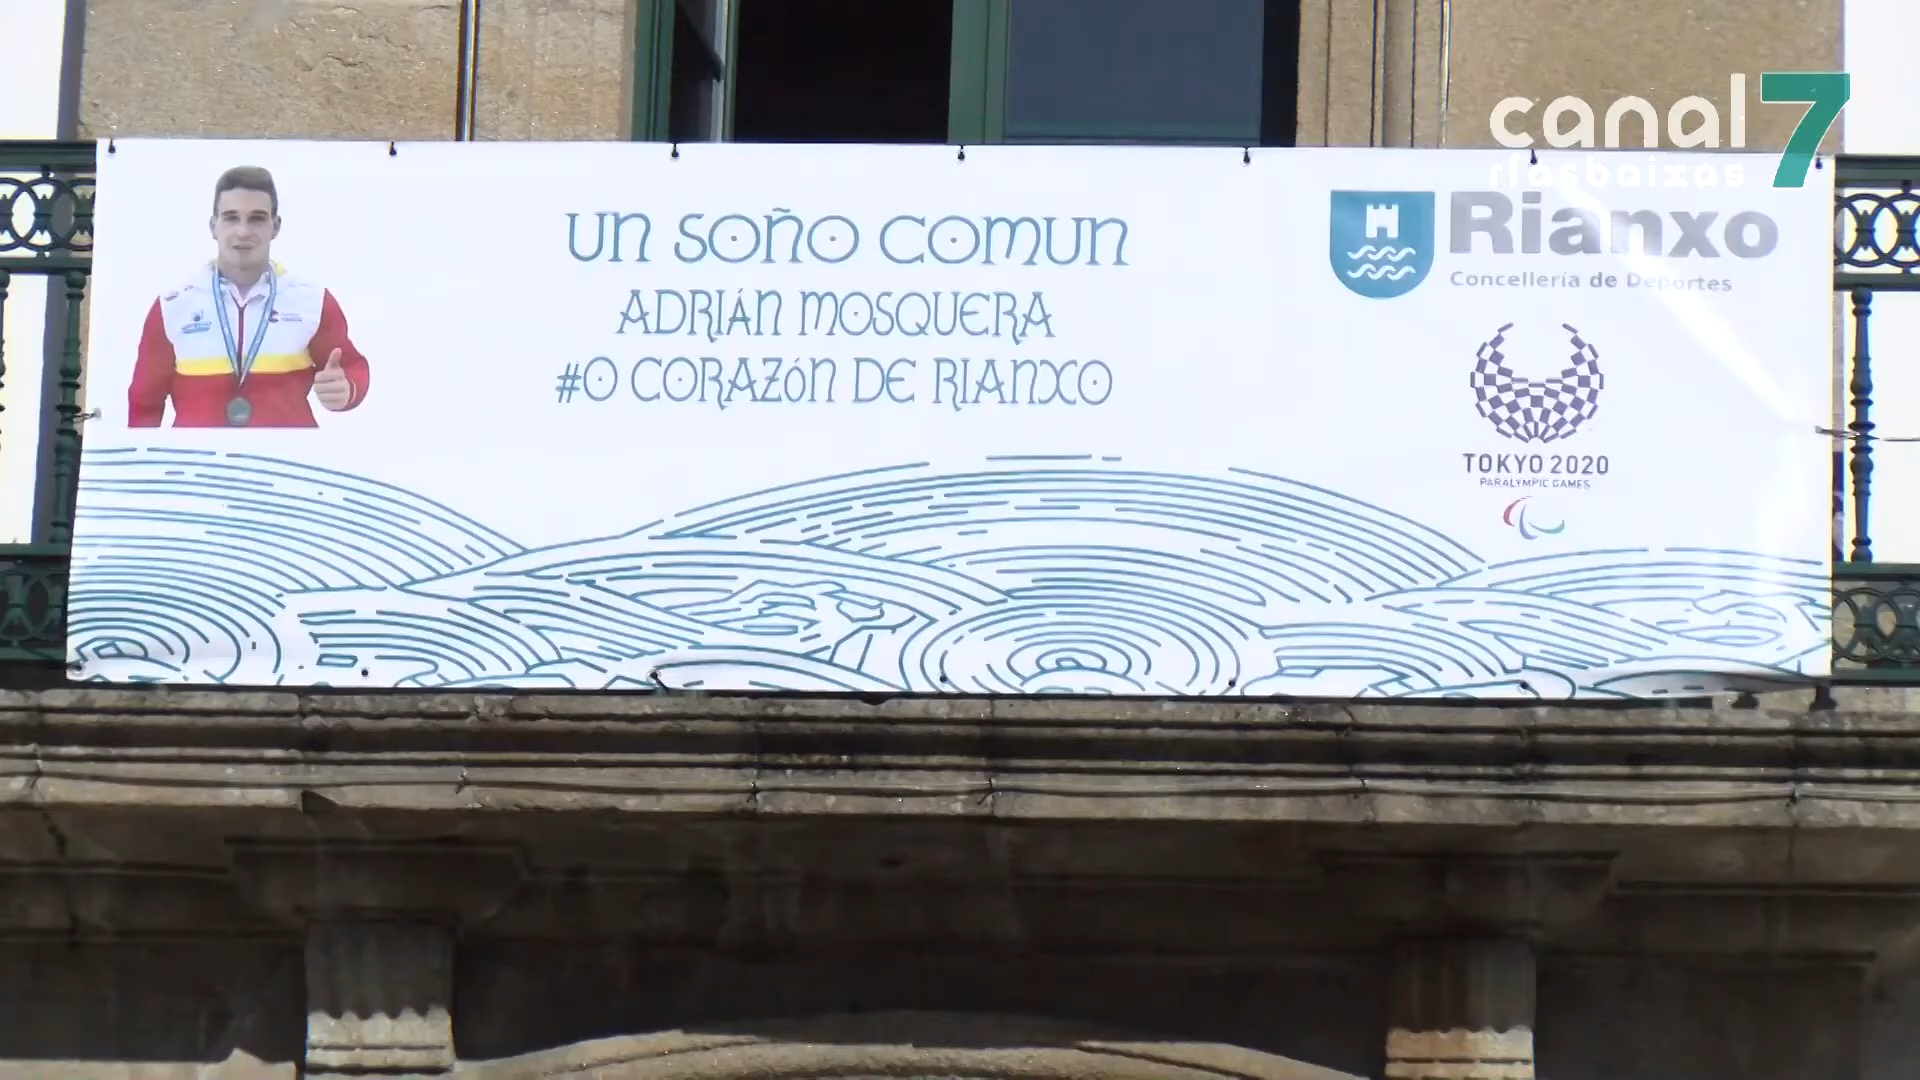 canal 7
ríasbaixas
UN SOÑO COMUN
ADRIÁN MOSQUERA
#O CORAZÓN DE RIANXO
Rianxo
Concellería de Deportes
TOKYO 2020
PARALYMPIC GAMES